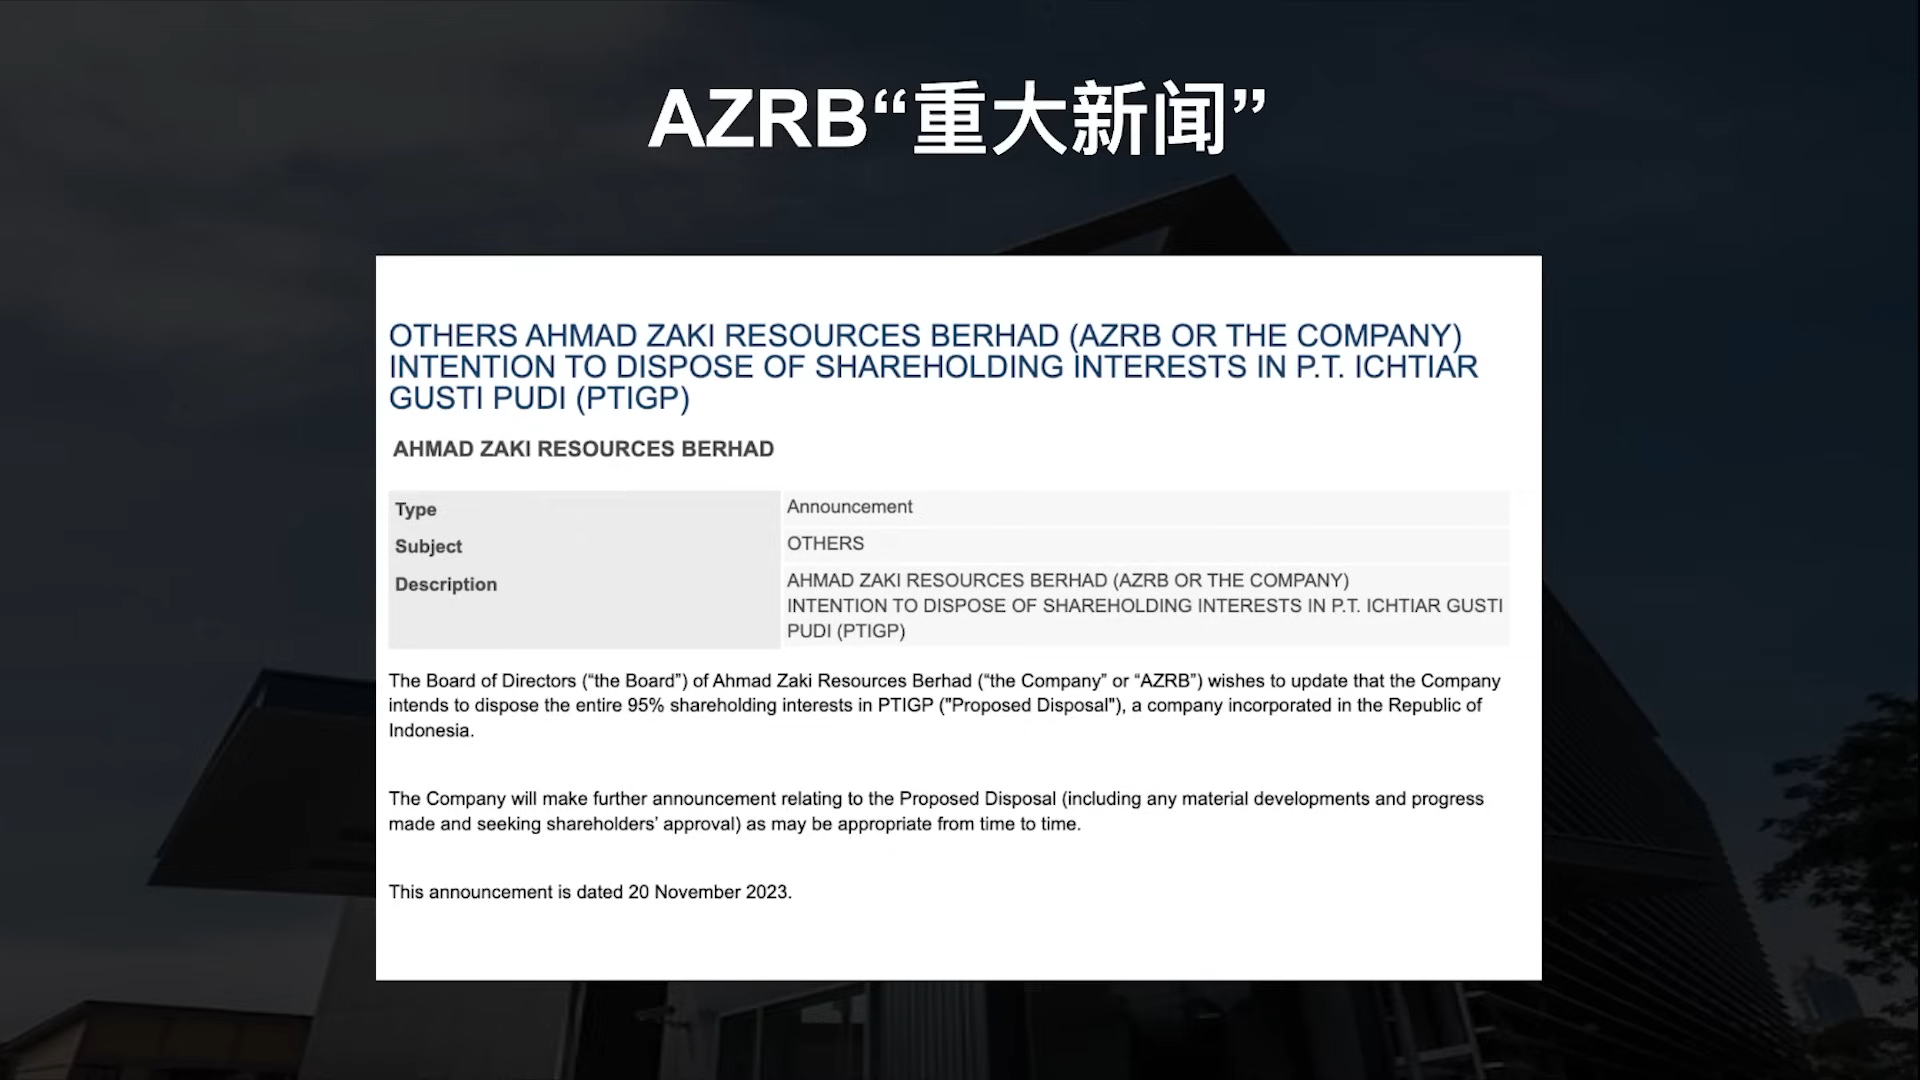 AZRB“重大新闻”
OTHERS AHMAD ZAKI RESOURCES BERHAD (AZRB OR THE COMPANY)
INTENTION TO DISPOSE OF SHAREHOLDING INTERESTS IN P.T. ICHTIAR
GUSTI PUDI (PTIGP)
AHMAD ZAKI RESOURCES BERHAD
Type Announcement
Subject OTHERS
Description AHMAD ZAKI RESOURCES BERHAD (AZRB OR THE COMPANY)
INTENTION TO DISPOSE OF SHAREHOLDING INTERESTS IN P.T. ICHTIAR GUSTI
PUDI (PTIGP)
The Board of Directors (“the Board”) of Ahmad Zaki Resources Berhad (“the Company” or “AZRB”) wishes to update that the Company
intends to dispose the entire 95% shareholding interests in PTIGP ("Proposed Disposal"), a company incorporated in the Republic of
Indonesia.
The Company will make further announcement relating to the Proposed Disposal (including any material developments and progress
made and seeking shareholders’ approval) as may be appropriate from time to time.
This announcement is dated 20 November 2023.